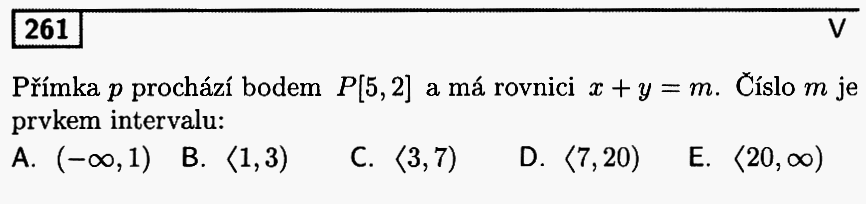 261 V
Přímka p prochází bodem P[5, 2] a má rovnici x + y = m. Číslo m je
prvkem intervalu:
A. (−∞, 1) B. ⟨1, 3) C. ⟨3, 7) D. ⟨7, 20) E. ⟨20, ∞)